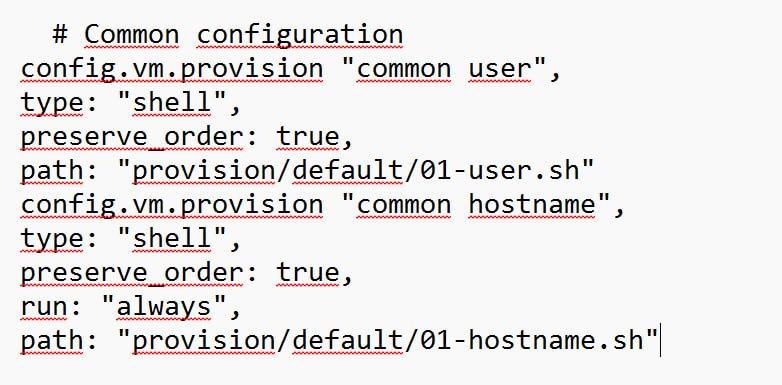 # Common configuration
config.vm.provision "common user",
type: "shell",
preserve_order: true,
path: "provision/default/01-user.sh"
config.vm.provision "common hostname",
type: "shell",
preserve_order: true,
run: "always",
path: "provision/default/01-hostname.sh"